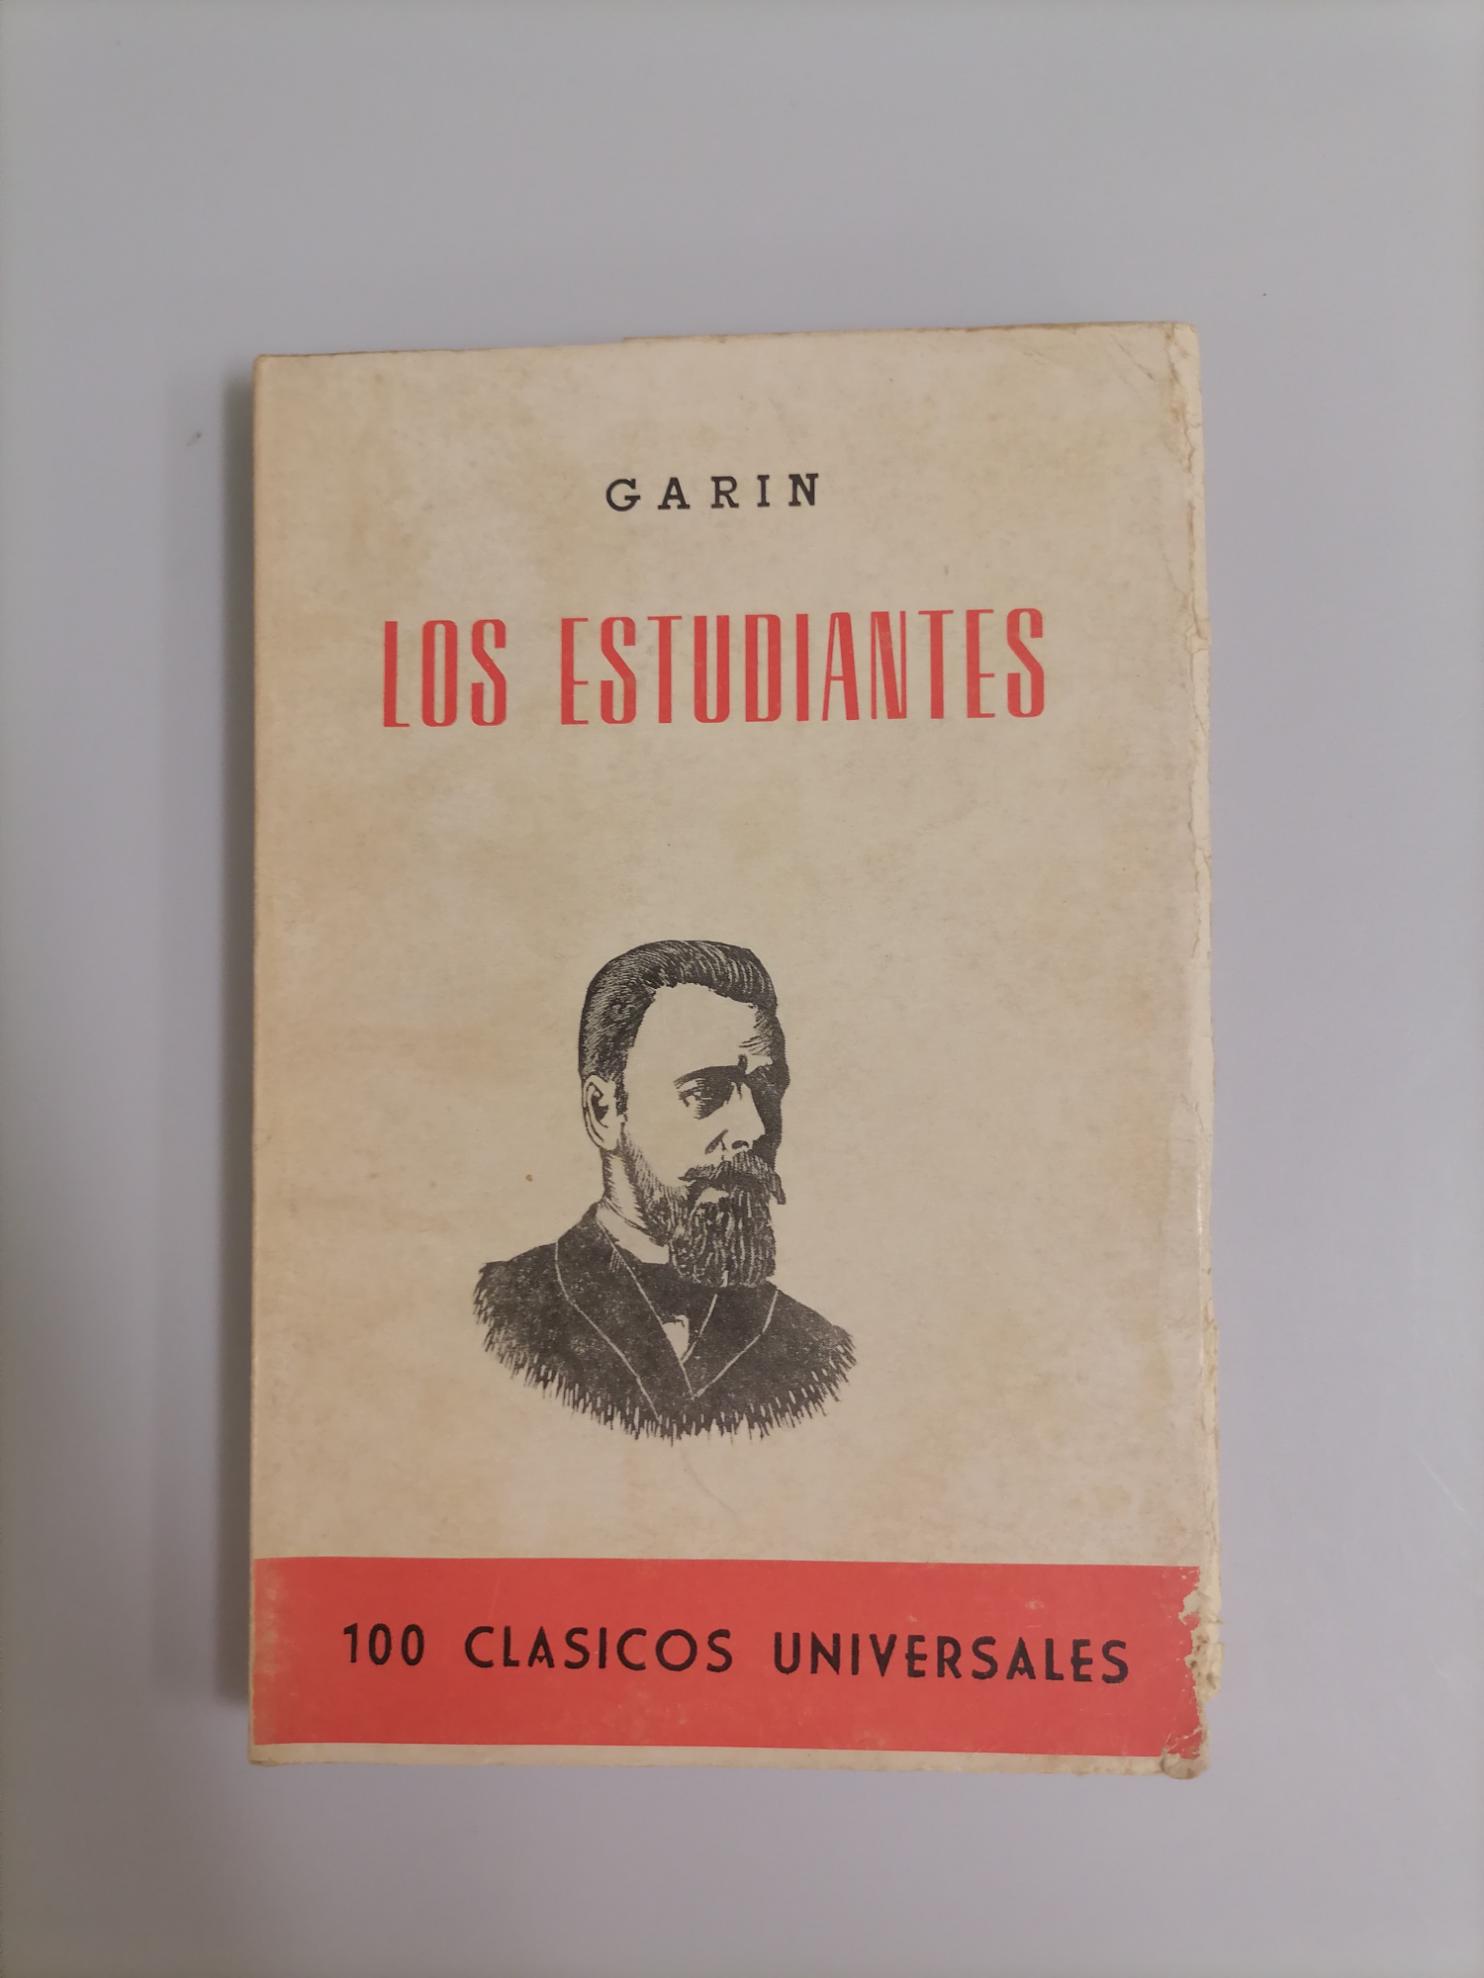 GARIN
LOS ESTUDIANTES
100 CLASICOS UNIVERSALES